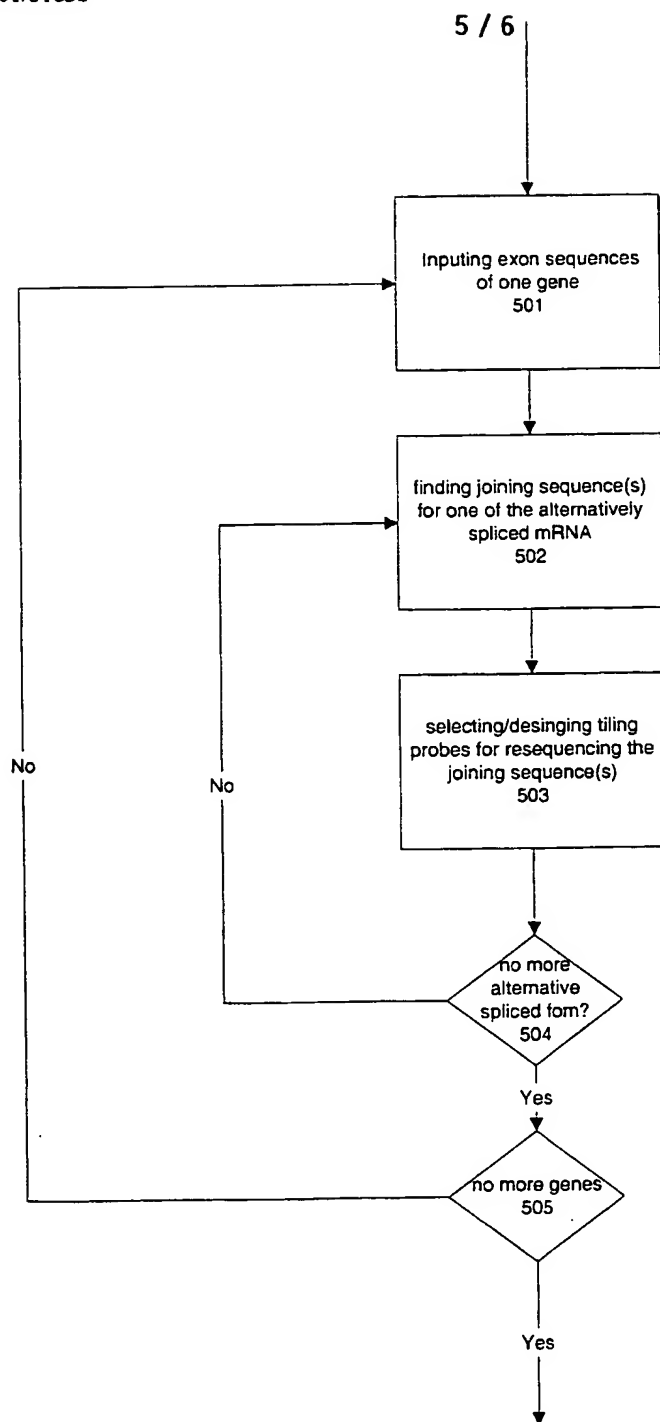 5 / 6
Inputing exon sequences
of one gene
501
finding joining sequence(s)
for one of the alternatively
spliced mRNA
502
selecting/desinging tiling
probes for resequencing the
joining sequence(s)
503
No
No
no more
alternative
spliced fom?
504
Yes
no more genes
505
Yes